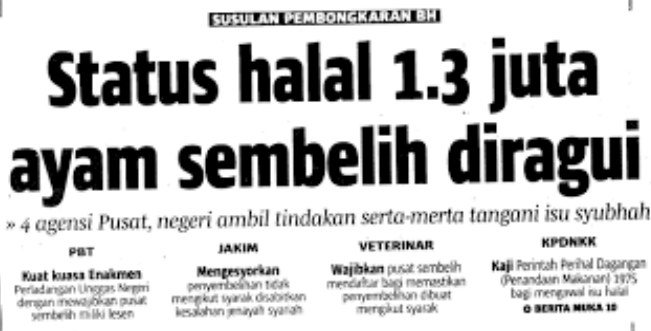 SUSULAN PEMBONGKARAN BH
Status halal 1.3 juta
ayam sembelih diragui
» 4 agensi Pusat, negeri ambil tindakan serta-merta tangani isu syubhah
PBT
Kuat kuasa Enakmen
Perladangan Unggas Negeri
dengan mewajibkan pusat
sembelih miliki lesen
JAKIM
Mengesyorkan
penyembelihan tidak
mengikut syarak disabitkan
kesalahan jenayah syariah
VETERINAR
Wajibkan pusat sembelih
mendaftar bagi memastikan
penyembelihan dibuat
mengikut syarak
KPDNKK
Kaji Perintah Perihal Dagangan
(Penandaan Makanan) 1975
bagi mengawal isu halal
BERITA MUKA 10